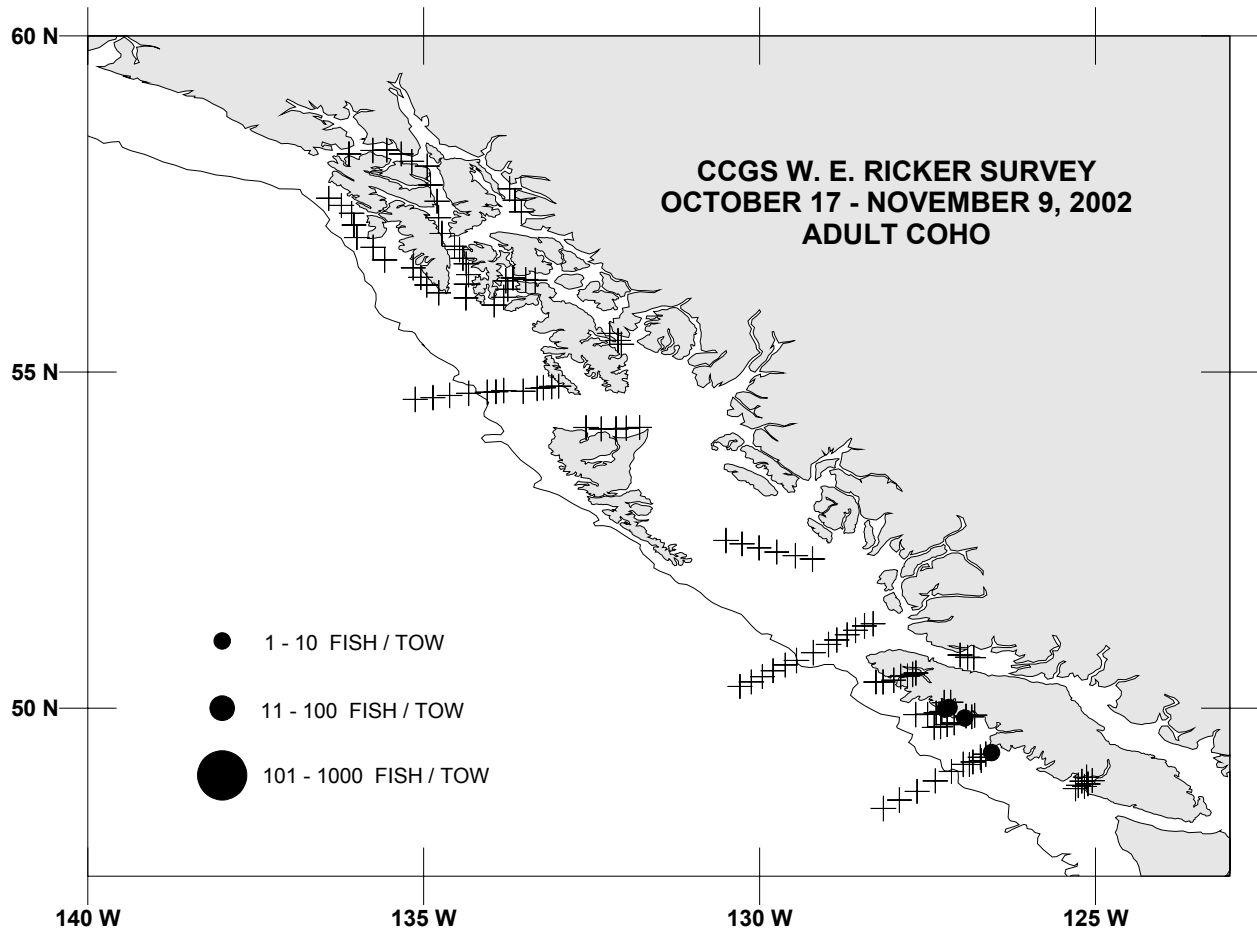 60 N
CCGS W. E. RICKER SURVEY
OCTOBER 17 - NOVEMBER 9, 2002
ADULT COHO
55 N
1 - 10 FISH / TOW
11 - 100 FISH / TOW
50 N
101 - 1000 FISH / TOW
140 W
135 W
130 W
125 W